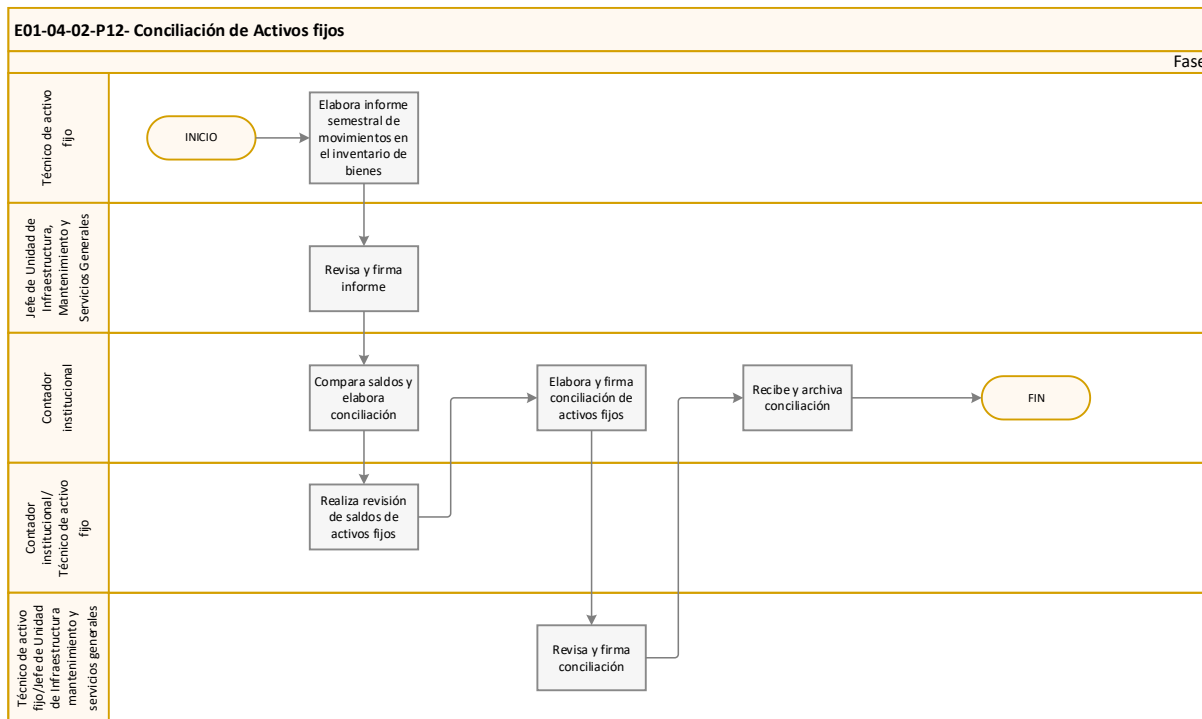 E01-04-02-P12- Conciliación de Activos fijos
Fase
Técnico de activo
fijo
INICIO
Elabora informe
semestral de
movimientos en
el inventario de
bienes
Jefe de Unidad de
Infraestructura,
Mantenimiento y
Servicios Generales
Revisa y firma
informe
Contador
institucional
Compara saldos y
elabora
conciliación
Elabora y firma
conciliación de
activos fijos
Recibe y archiva
conciliación
FIN
Contador
institucional/
Técnico de activo
fijo
Realiza revisión
de saldos de
activos fijos
Técnico de activo
fijo/Jefe de Unidad
de Infraestructura
mantenimiento y
servicios generales
Revisa y firma
conciliación